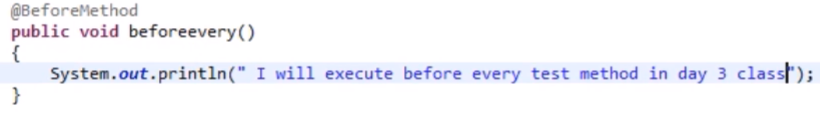 @BeforeMethod
public void beforeevery()
{
System.out.println(" I will execute before every test method in day 3 class");
}